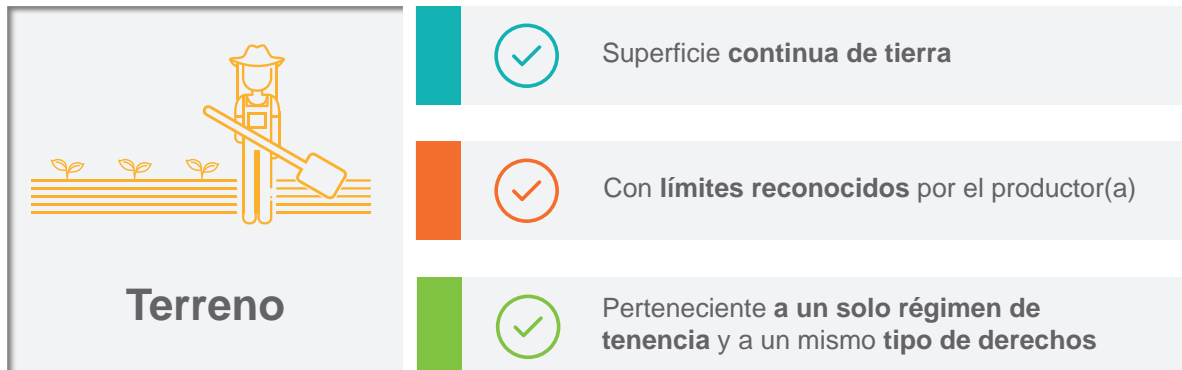 Terreno
Superficie continua de tierra
Con límites reconocidos por el productor(a)
Perteneciente a un solo régimen de
tenencia y a un mismo tipo de derechos